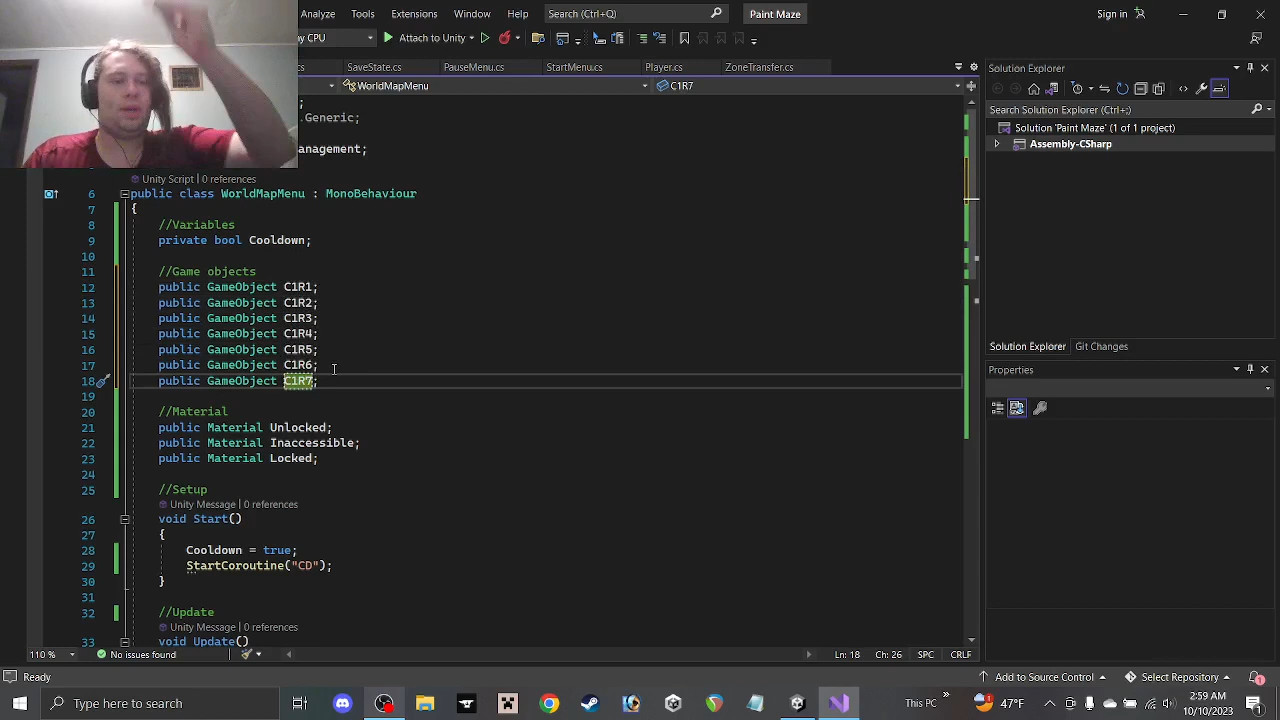 Analyze Tools Extensions Window Help Search (Ctrl+Q) Paint Maze Sign in
CPU Attach to Unity
.cs SaveState.cs PauseMenu.cs StartMenu.cs Player.cs ZoneTransfer.cs Solution Explorer
WorldMapMenu C1R7
Search Solution Explorer (Ctrl+;)
.Generic;
Solution 'Paint Maze' (1 of 1 project)
Assembly-CSharp
Management;
Unity Script | 0 references
6 public class WorldMapMenu : MonoBehaviour
7 {
8 //Variables
9 private bool Cooldown;
10
11 //Game objects
12 public GameObject C1R1;
13 public GameObject C1R2;
14 public GameObject C1R3;
15 public GameObject C1R4;
16 public GameObject C1R5;
17 public GameObject C1R6;
18 public GameObject C1R7;
19
20 //Material
21 public Material Unlocked;
22 public Material Inaccessible;
23 public Material Locked;
24
25 //Setup
Unity Message | 0 references
26 void Start()
27 {
28 Cooldown = true;
29 StartCoroutine("CD");
30 }
31
32 //Update
Unity Message | 0 references
33 void Update()
Solution Explorer Git Changes
Properties
110 % No issues found Ln: 18 Ch: 26 SPC CRLF
Ready Add to Source Control Select Repository 1
Type here to search This PC 47°F 2:59 AM
10/10/2023 1